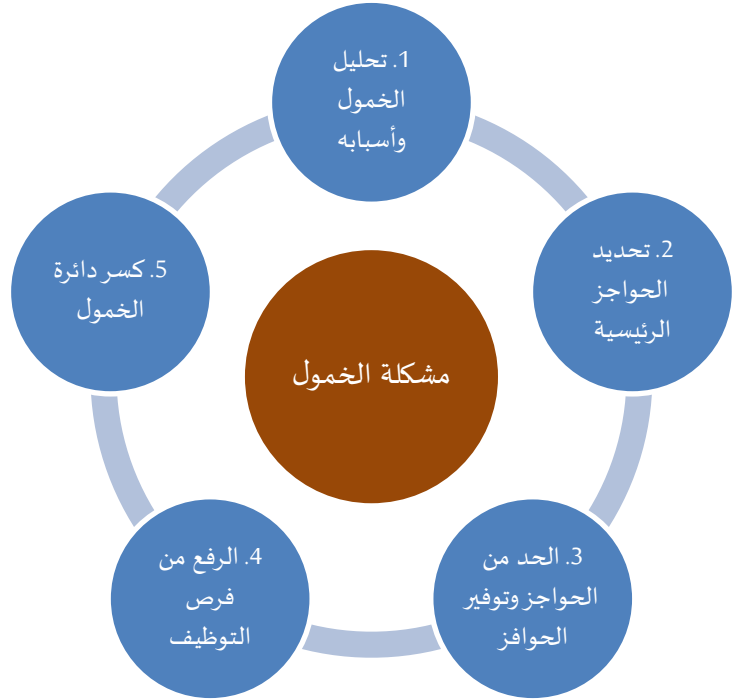 1. تحليل
الخمول
وأسبابه
2. تحديد
الحواجز
الرئيسية
3. الحد من
الحواجز وتوفير
الحوافز
4. الرفع من
فرص
التوظيف
5. كسر دائرة
الخمول
مشكلة الخمول